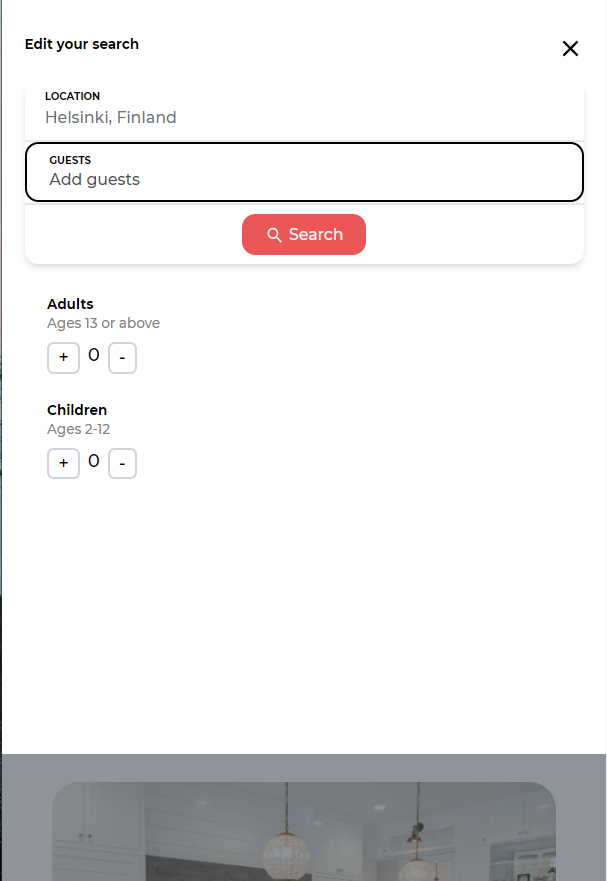 Edit your search
LOCATION
Helsinki, Finland
GUESTS
Add guests
Search
Adults
Ages 13 or above
+ 0 -
Children
Ages 2-12
+ 0 -